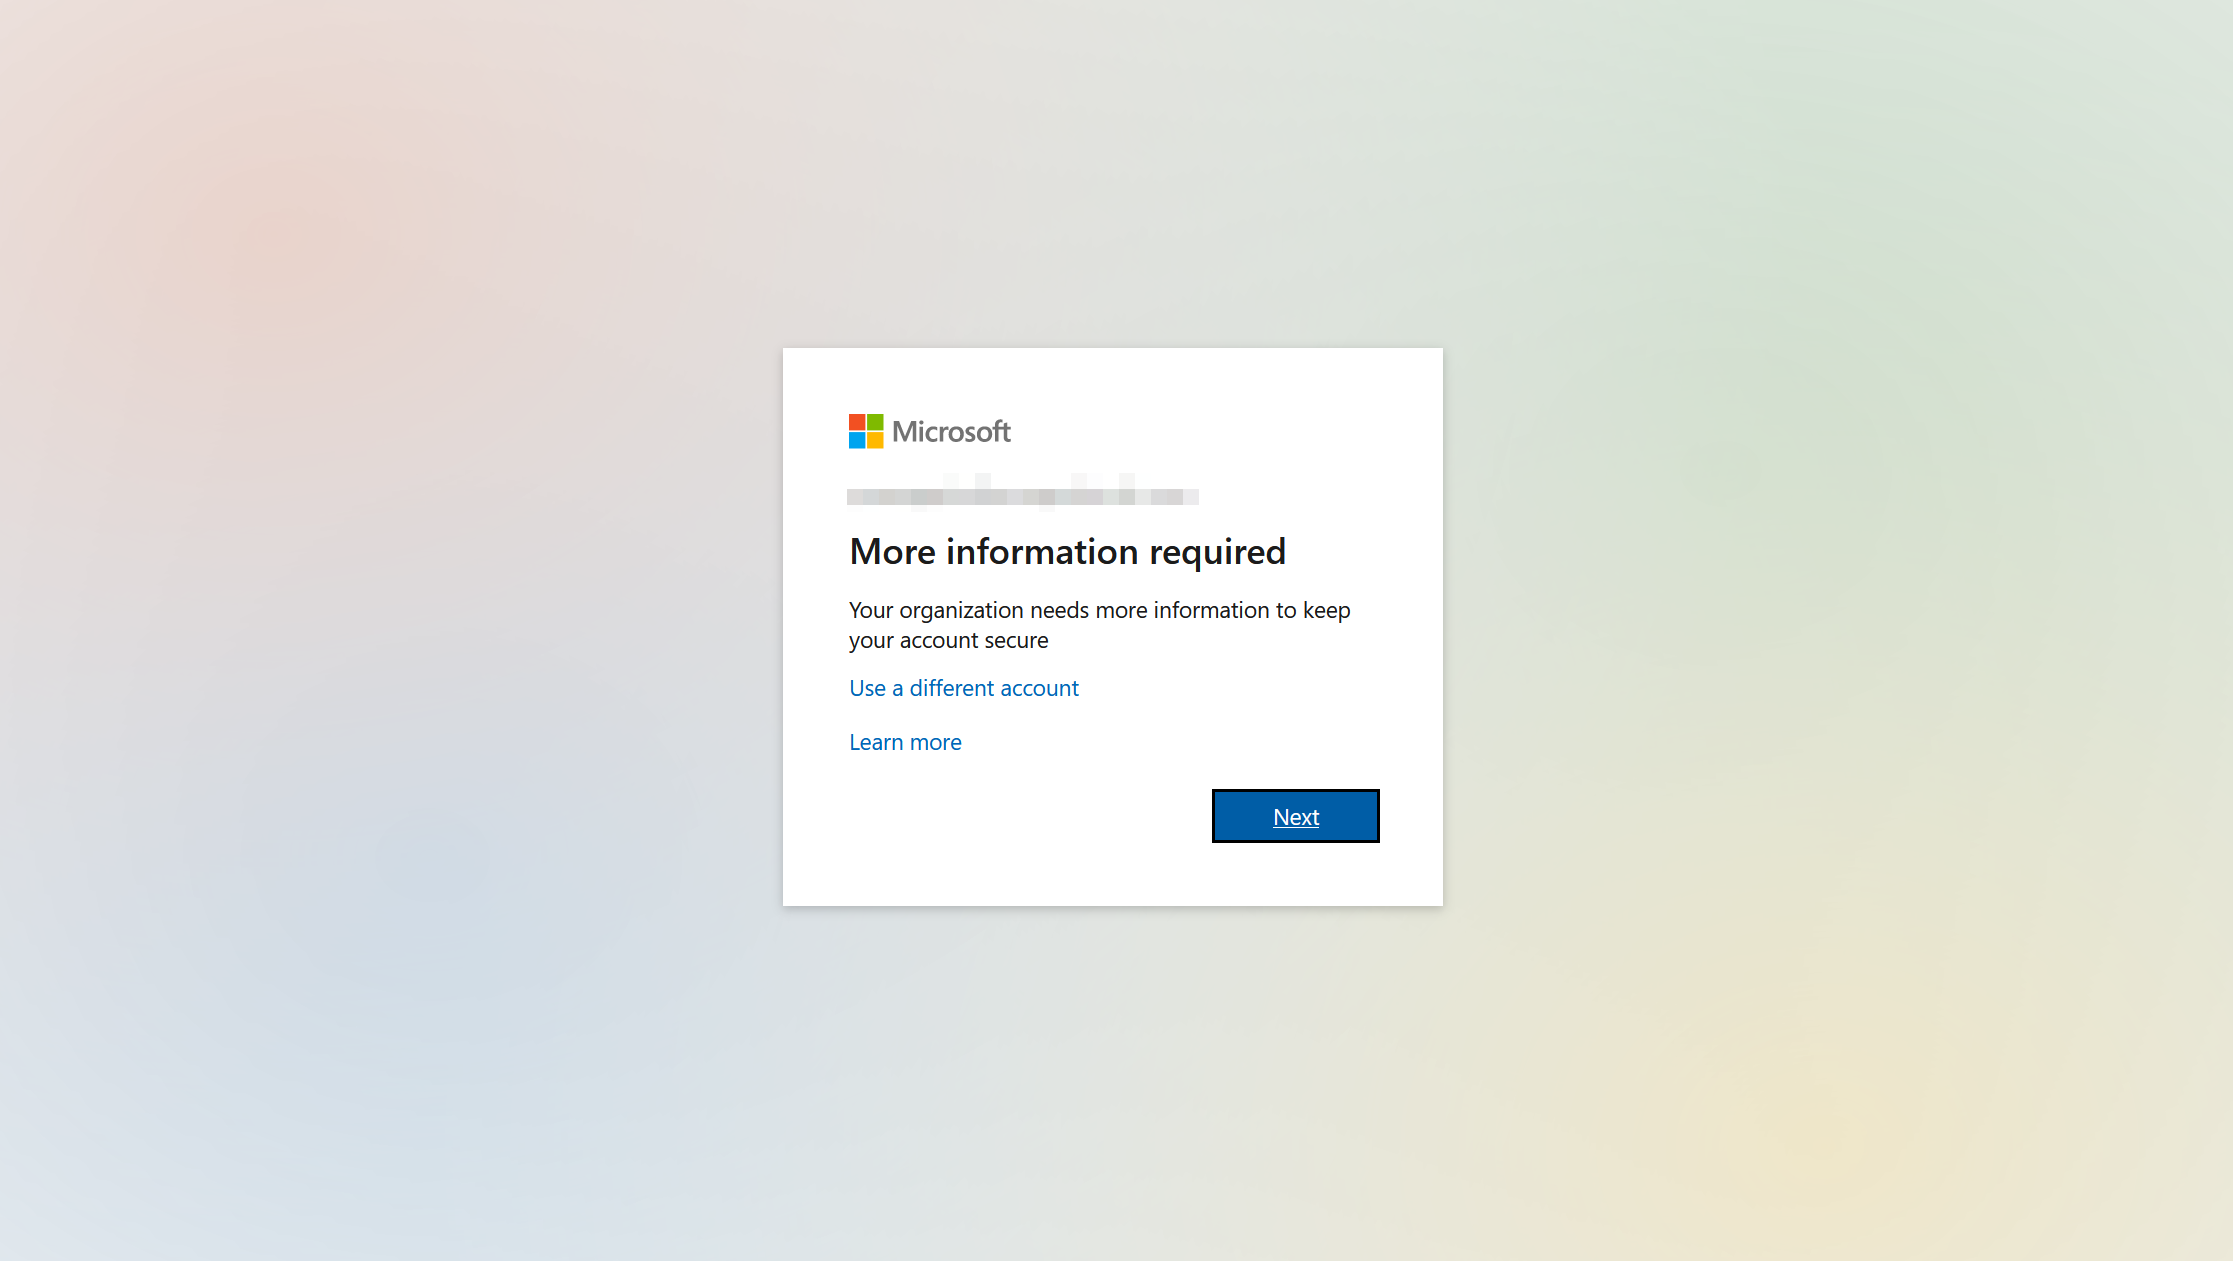 Microsoft
More information required
Your organization needs more information to keep
your account secure
Use a different account
Learn more
Next